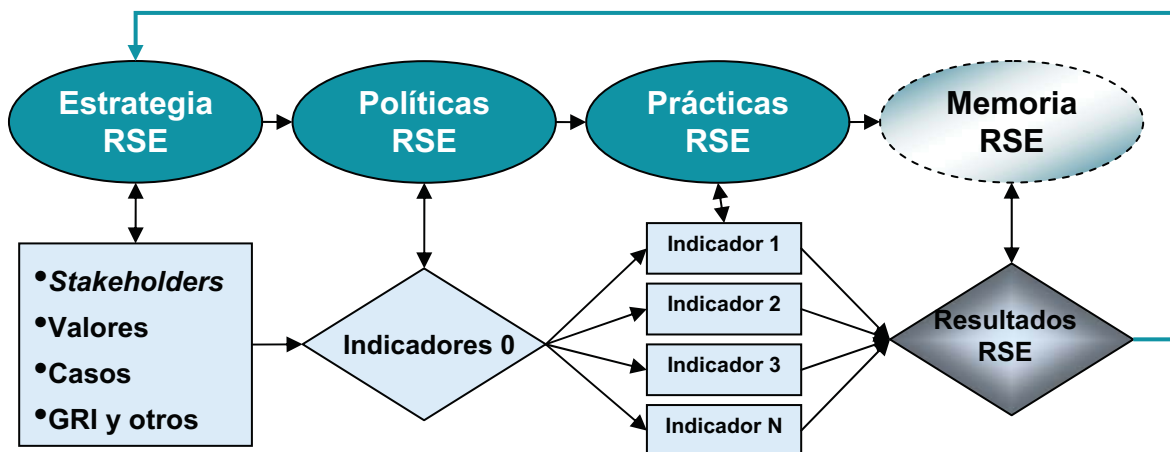 Estrategia
RSE
Políticas
RSE
Prácticas
RSE
Memoria
RSE
•Stakeholders
•Valores
•Casos
•GRI y otros
Indicadores 0
Indicador 1
Indicador 2
Indicador 3
Indicador N
Resultados
RSE